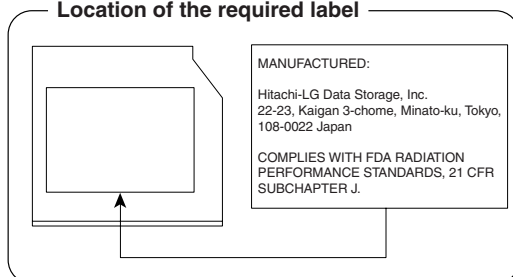 Location of the required label
MANUFACTURED:
Hitachi-LG Data Storage, Inc.
22-23, Kaigan 3-chome, Minato-ku, Tokyo,
108-0022 Japan
COMPLIES WITH FDA RADIATION
PERFORMANCE STANDARDS, 21 CFR
SUBCHAPTER J.